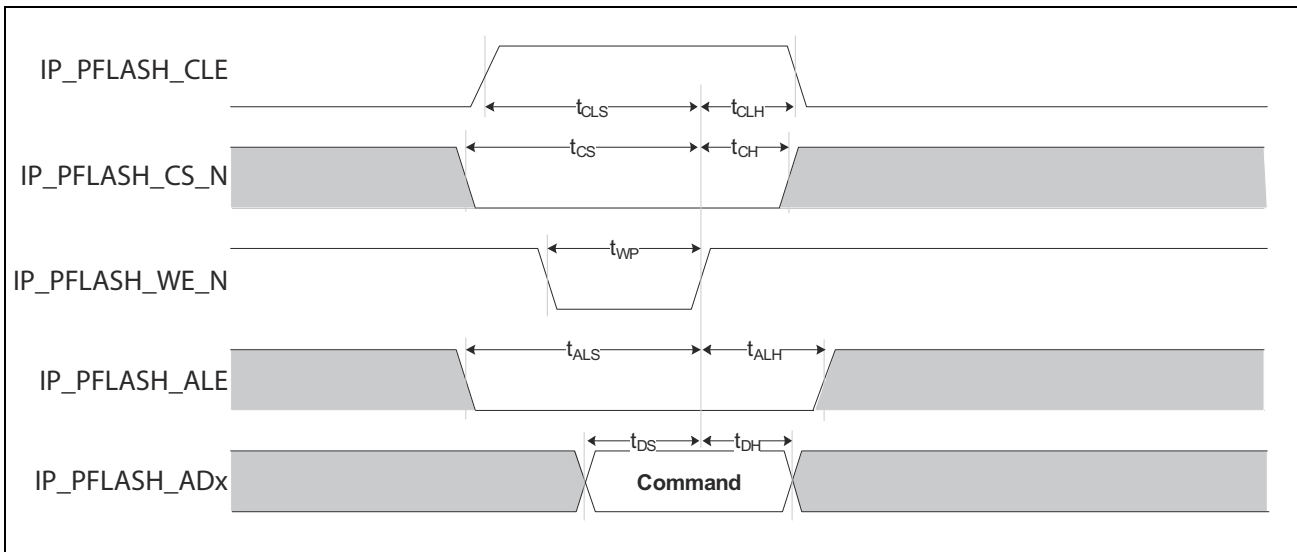 IP_PFLASH_CLE
tCLS tCLH
IP_PFLASH_CS_N
tCS tCH
IP_PFLASH_WE_N
tWP
IP_PFLASH_ALE
tALS tALH
IP_PFLASH_ADx
tDS tDH
Command